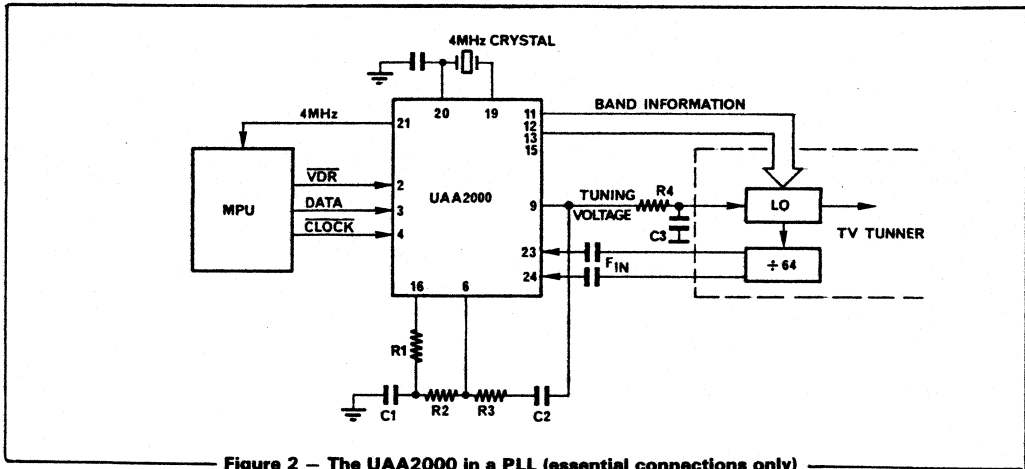 4MHz CRYSTAL
20 19
4MHz 21
11 BAND INFORMATION
12
13
15
MPU
VDR 2
DATA 3
CLOCK 4
UAA2000
9 TUNING VOLTAGE
R4
C3
LO
TV TUNNER
÷ 64
23
24
FIN
16 6
R1
C1 R2 R3 C2
Figure 2 — The UAA2000 in a PLL (essential connections only)